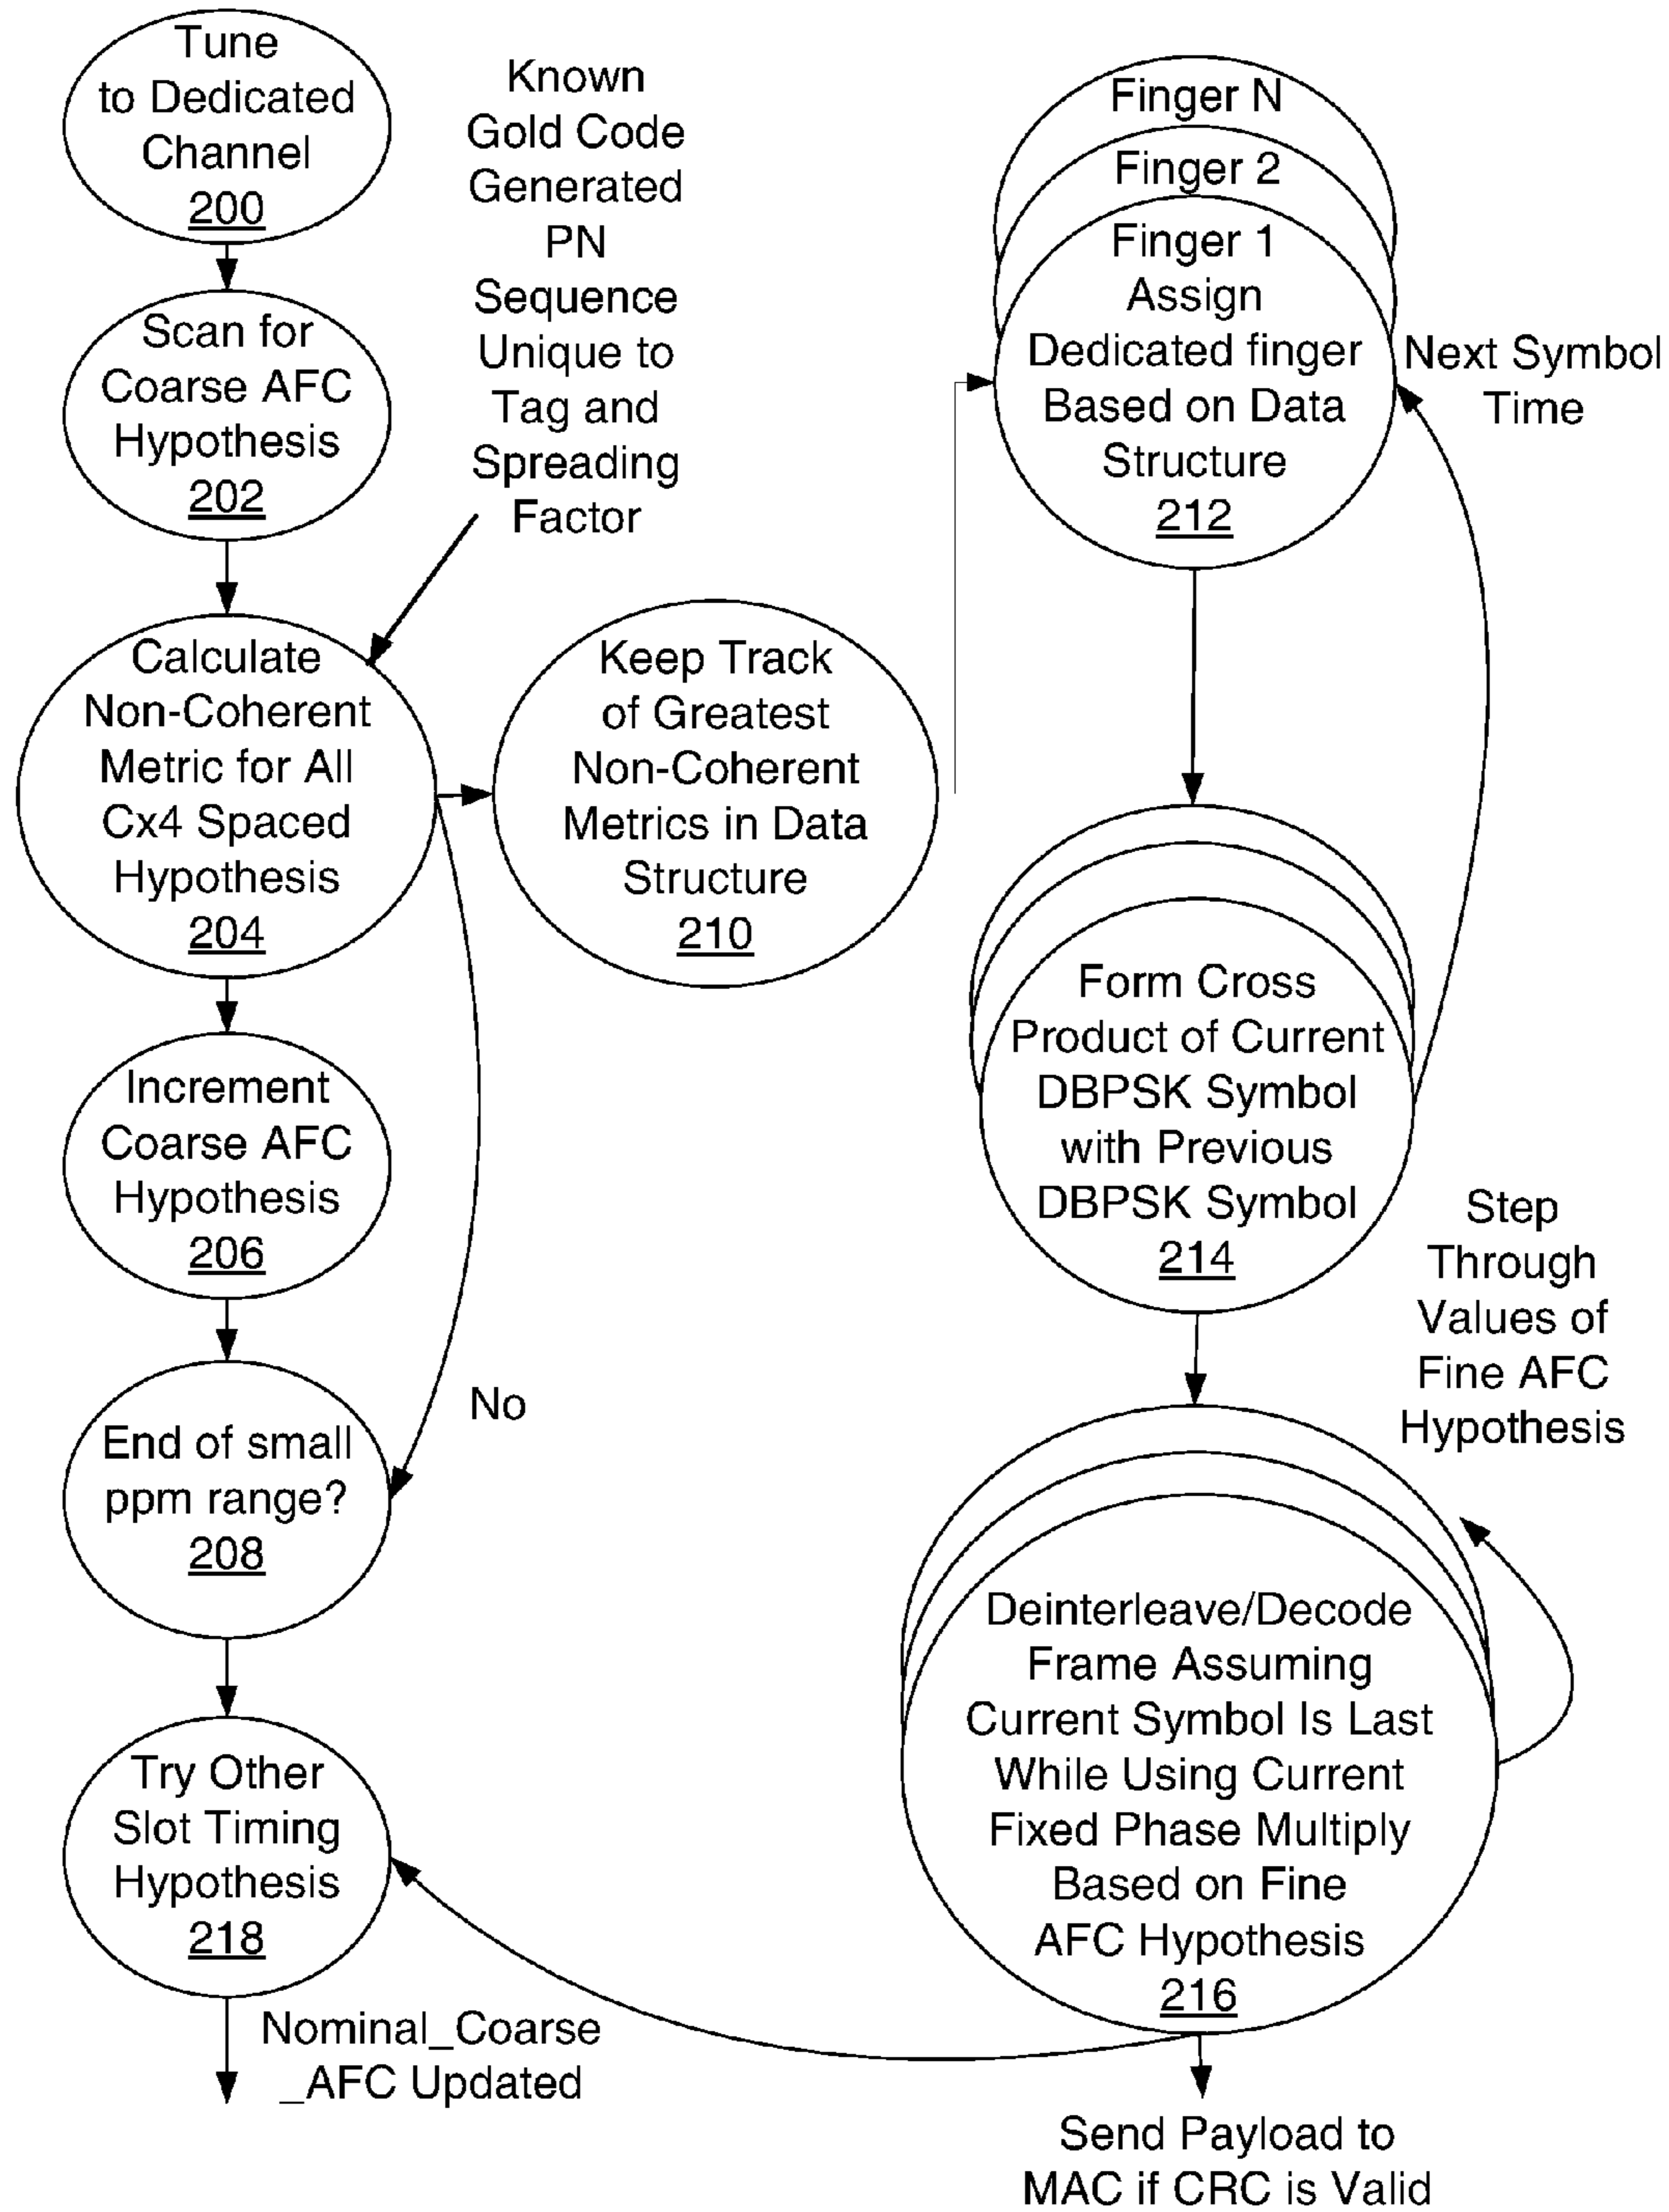 Tune
to Dedicated
Channel
200
Scan for
Coarse AFC
Hypothesis
202
Known
Gold Code
Generated
PN
Sequence
Unique to
Tag and
Spreading
Factor
Calculate
Non-Coherent
Metric for All
Cx4 Spaced
Hypothesis
204
Increment
Coarse AFC
Hypothesis
206
End of small
ppm range?
208
No
Try Other
Slot Timing
Hypothesis
218
Nominal_Coarse
_AFC Updated
Keep Track
of Greatest
Non-Coherent
Metrics in Data
Structure
210
Finger N
Finger 2
Finger 1
Assign
Dedicated finger
Based on Data
Structure
212
Next Symbol
Time
Form Cross
Product of Current
DBPSK Symbol
with Previous
DBPSK Symbol
214
Step
Through
Values of
Fine AFC
Hypothesis
Deinterleave/Decode
Frame Assuming
Current Symbol Is Last
While Using Current
Fixed Phase Multiply
Based on Fine
AFC Hypothesis
216
Send Payload to
MAC if CRC is Valid